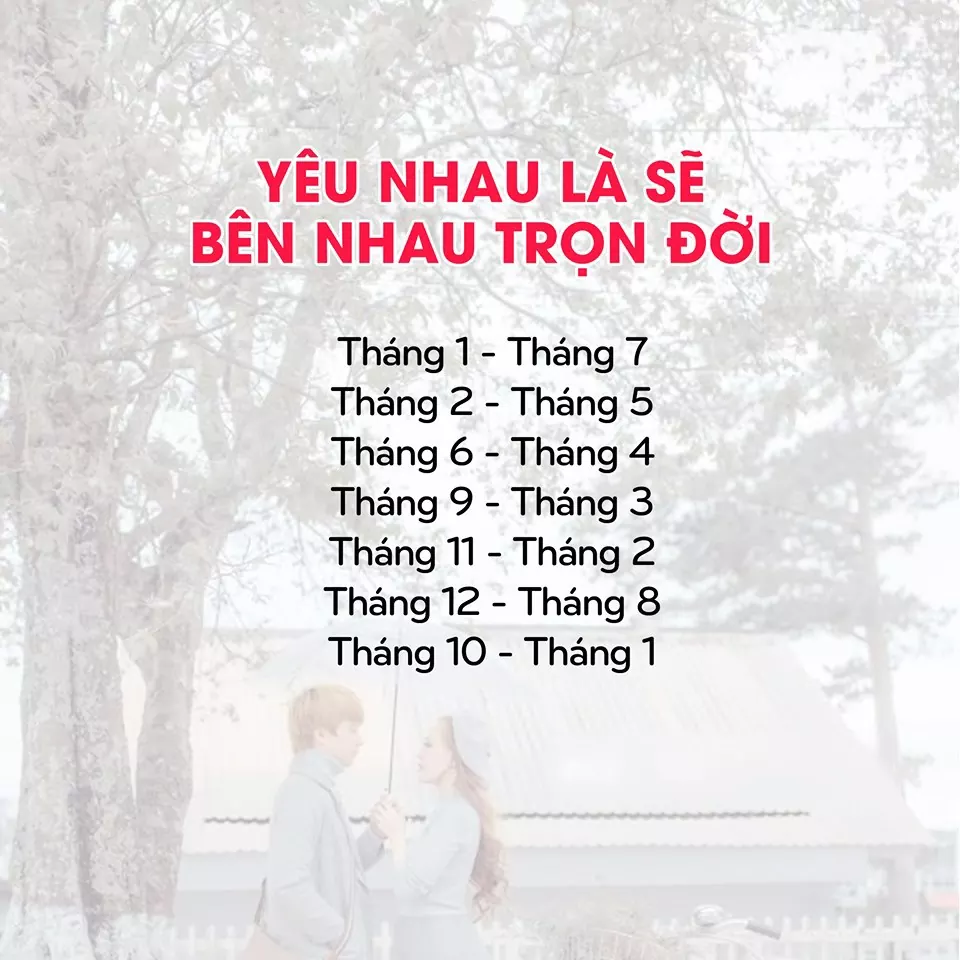 YÊU NHAU LÀ SẼ
BÊN NHAU TRỌN ĐỜI
Tháng 1 - Tháng 7
Tháng 2 - Tháng 5
Tháng 6 - Tháng 4
Tháng 9 - Tháng 3
Tháng 11 - Tháng 2
Tháng 12 - Tháng 8
Tháng 10 - Tháng 1